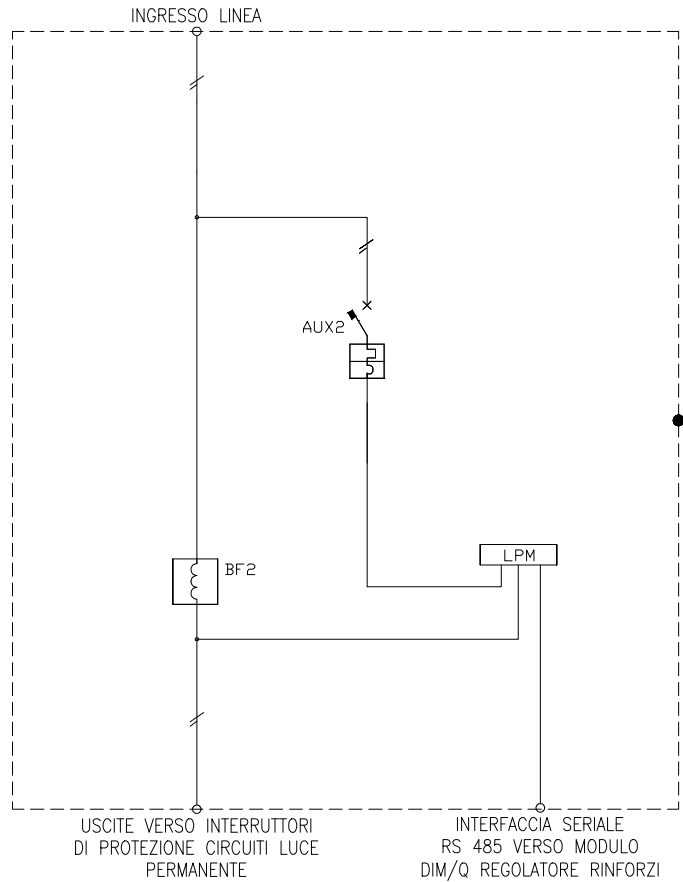 INGRESSO LINEA
AUX2
LPM
BF2
USCITE VERSO INTERRUTTORI
DI PROTEZIONE CIRCUITI LUCE
PERMANENTE
INTERFACCIA SERIALE
RS 485 VERSO MODULO
DIM/Q REGOLATORE RINFORZI